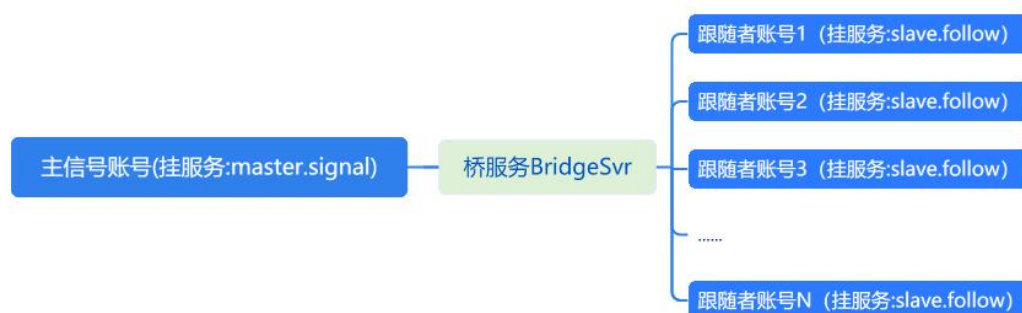 主信号账号(挂服务:master.signal)
桥服务BridgeSvr
跟随者账号1（挂服务:slave.follow）
跟随者账号2（挂服务:slave.follow）
跟随者账号3（挂服务:slave.follow）
......
跟随者账号N（挂服务:slave.follow）